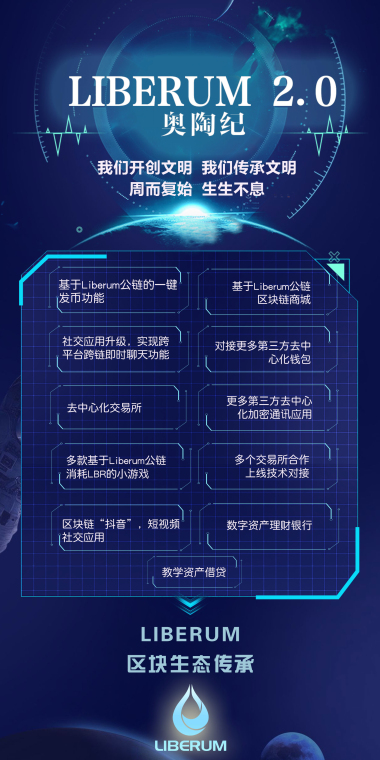 LIBERUM 2.0
奥陶纪
我们开创文明 我们传承文明
周而复始 生生不息
基于Liberum公链的一键
发币功能
基于Liberum公链
区块链商城
社交应用升级，实现跨
平台跨链即时聊天功能
对接更多第三方去中
心化钱包
去中心化交易所
更多第三方去中心
化加密通讯应用
多款基于Liberum公链
消耗LBR的小游戏
多个交易所合作
上线技术对接
区块链“抖音”，短视频
社交应用
数字资产理财银行
教学资产借贷
LIBERUM
区块生态传承
LIBERUM